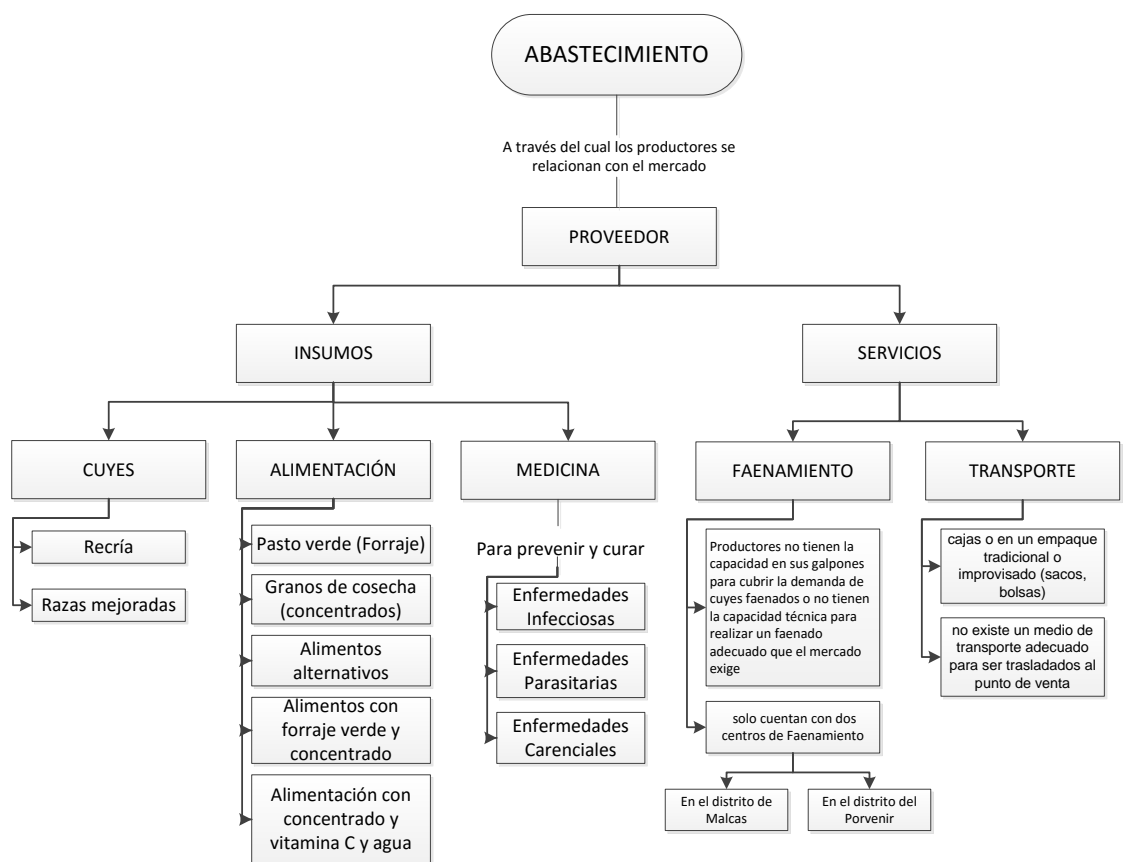 ABASTECIMIENTO
A través del cual los productores se
relacionan con el mercado
PROVEEDOR
INSUMOS
SERVICIOS
CUYES
ALIMENTACIÓN
MEDICINA
FAENAMIENTO
TRANSPORTE
Recría
Razas mejoradas
Pasto verde (Forraje)
Granos de cosecha
(concentrados)
Alimentos
alternativos
Alimentos con
forraje verde y
concentrado
Alimentación con
concentrado y
vitamina C y agua
Para prevenir y curar
Enfermedades
Infecciosas
Enfermedades
Parasitarias
Enfermedades
Carenciales
Productores no tienen la
capacidad en sus galpones
para cubrir la demanda de
cuyes faenados o no tienen
la capacidad técnica para
realizar un faenado
adecuado que el mercado
exige
solo cuentan con dos
centros de Faenamiento
En el distrito de
Malcas
En el distrito del
Porvenir
cajas o en un empaque
tradicional o
improvisado (sacos,
bolsas)
no existe un medio de
transporte adecuado
para ser trasladados al
punto de venta